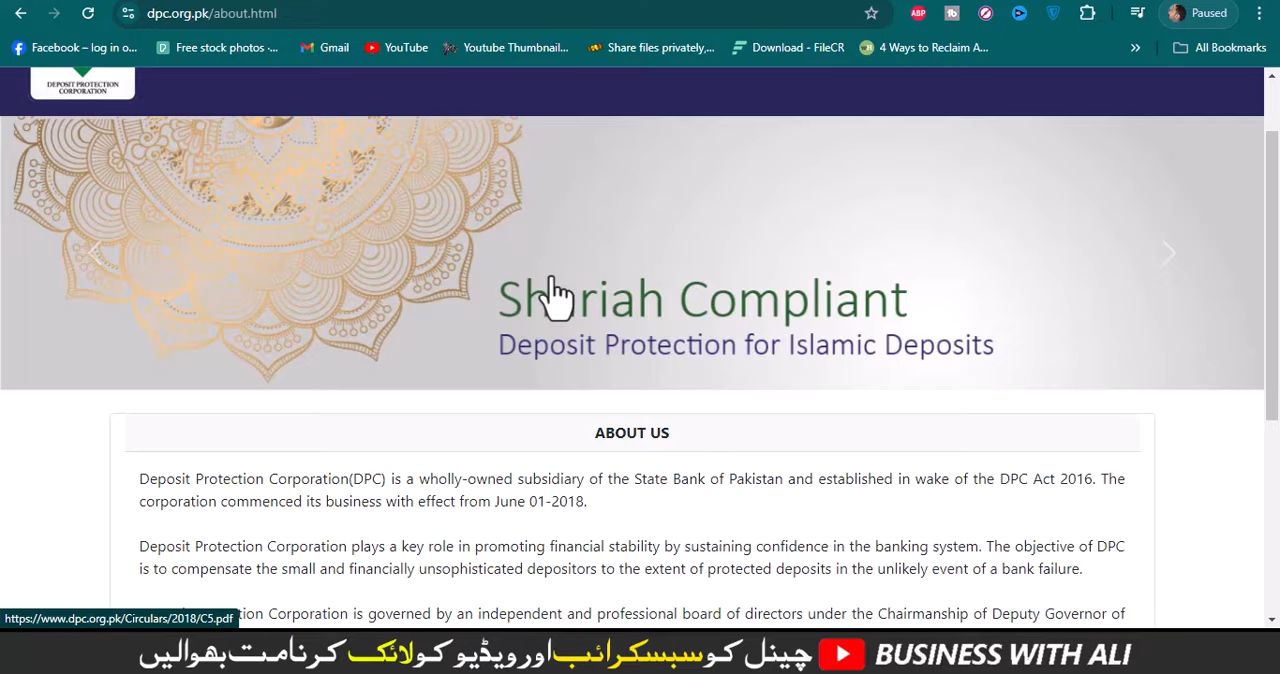 dpc.org.pk/about.html
ABP
Paused
Facebook – log in o...
Free stock photos -...
Gmail
YouTube
Youtube Thumbnail...
Share files privately,...
Download - FileCR
4 Ways to Reclaim A...
»
All Bookmarks
DEPOSIT PROTECTION
CORPORATION
Shariah Compliant
Deposit Protection for Islamic Deposits
ABOUT US
Deposit Protection Corporation(DPC) is a wholly-owned subsidiary of the State Bank of Pakistan and established in wake of the DPC Act 2016. The
corporation commenced its business with effect from June 01-2018.
Deposit Protection Corporation plays a key role in promoting financial stability by sustaining confidence in the banking system. The objective of DPC
is to compensate the small and financially unsophisticated depositors to the extent of protected deposits in the unlikely event of a bank failure.
Corporation is governed by an independent and professional board of directors under the Chairmanship of Deputy Governor of
https://www.dpc.org.pk/Circulars/2018/C5.pdf
چینل کو سبسکرائب اور ویڈیو کو لائک کرنا مت بھوالیں
BUSINESS WITH ALI